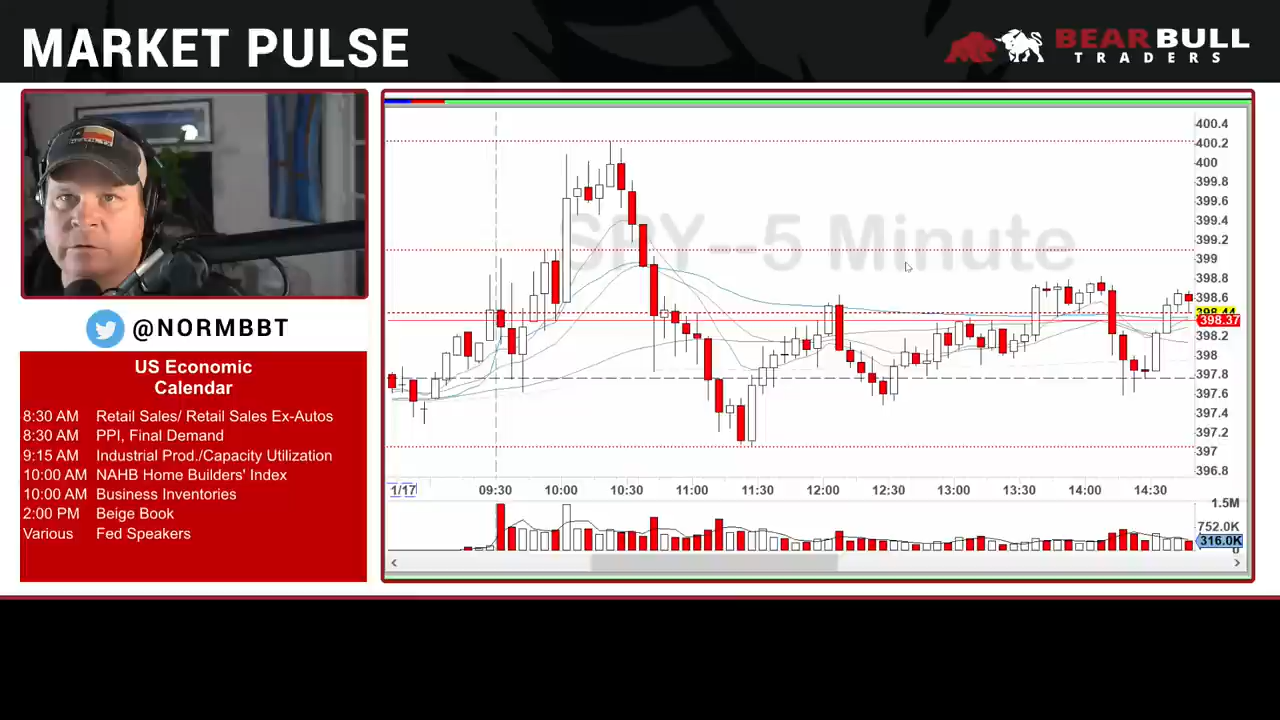 MARKET PULSE
BEAR BULL
TRADERS
@NORMBBT
US Economic
Calendar
8:30 AM Retail Sales/ Retail Sales Ex-Autos
8:30 AM PPI, Final Demand
9:15 AM Industrial Prod./Capacity Utilization
10:00 AM NAHB Home Builders' Index
10:00 AM Business Inventories
2:00 PM Beige Book
Various Fed Speakers
SPY--5 Minute
400.4
400.2
400
399.8
399.6
399.4
399.2
399
398.8
398.6
398.44
398.37
398.2
398
397.8
397.6
397.4
397.2
397
396.8
1/17 09:30 10:00 10:30 11:00 11:30 12:00 12:30 13:00 13:30 14:00 14:30
1.5M
752.0K
316.0K
0